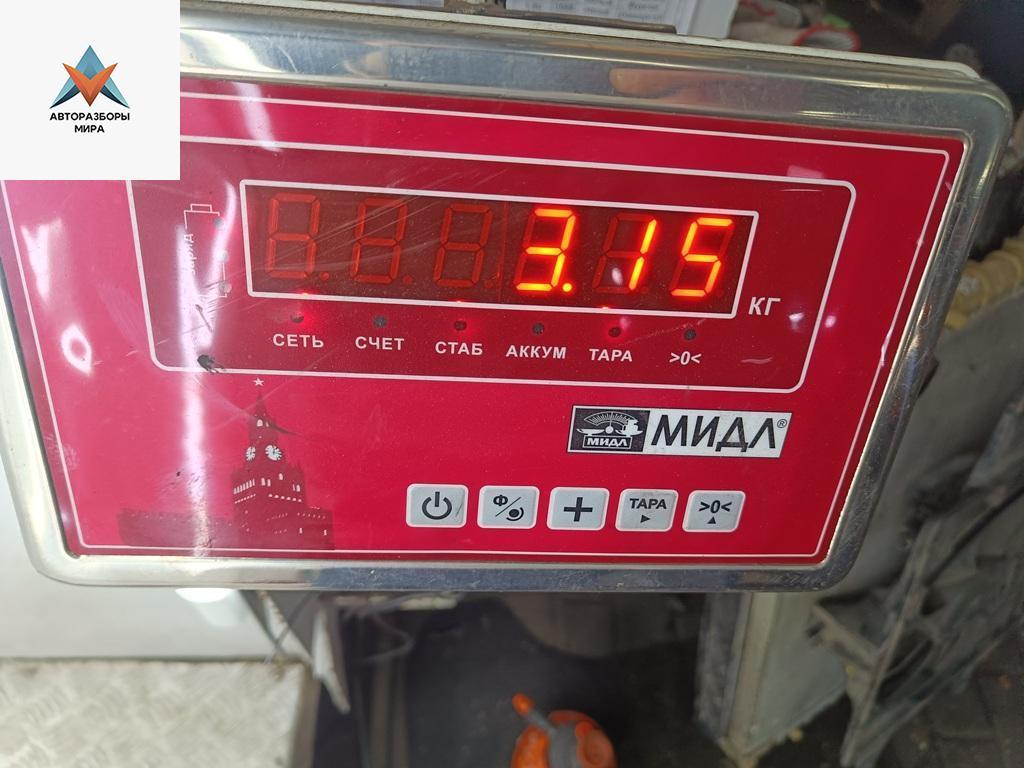 АВТОРАЗБОРЫ
МИРА
3.15
КГ
СЕТЬ СЧЕТ СТАБ АККУМ ТАРА >0<
МИДЛ МИДЛ®
Ф ТАРА >0<